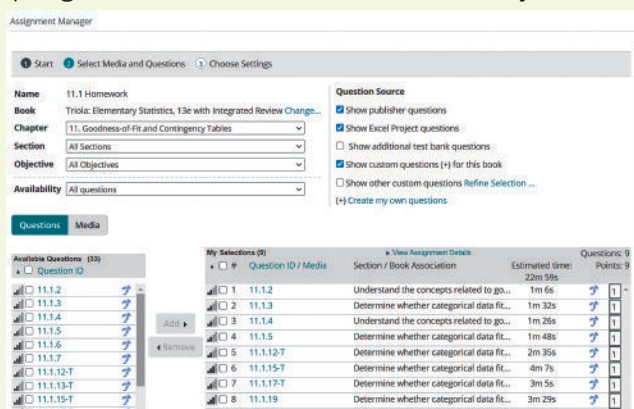 Assignment Manager
1 Start 2 Select Media and Questions 3 Choose Settings
Name 11.1 Homework
Book Triola: Elementary Statistics, 13e with Integrated Review Change...
Chapter 11. Goodness-of-Fit and Contingency Tables
Section All Sections
Objective All Objectives
Availability All questions
Question Source
Show publisher questions
Show Excel Project questions
Show additional test bank questions
Show custom questions (+) for this book
Show other custom questions Refine Selection ...
(+) Create my own questions
Questions Media
Available Questions (33)
Question ID
11.1.2
11.1.3
11.1.4
11.1.5
11.1.6
11.1.7
11.1.12-T
11.1.13-T
11.1.15-T
Add
Remove
My Selections (9) View Assignment Details Questions: 9
# Question ID / Media Section / Book Association Estimated time: Points: 9
22m 59s
1 11.1.2 Understand the concepts related to go... 1m 6s 1
2 11.1.3 Determine whether categorical data fit... 1m 32s 1
3 11.1.4 Understand the concepts related to go... 1m 26s 1
4 11.1.5 Determine whether categorical data fit... 1m 48s 1
5 11.1.12-T Determine whether categorical data fit... 2m 35s 1
6 11.1.15-T Determine whether categorical data fit... 4m 7s 1
7 11.1.17-T Determine whether categorical data fit... 3m 5s 1
8 11.1.19 Determine whether categorical data fit... 3m 29s 1